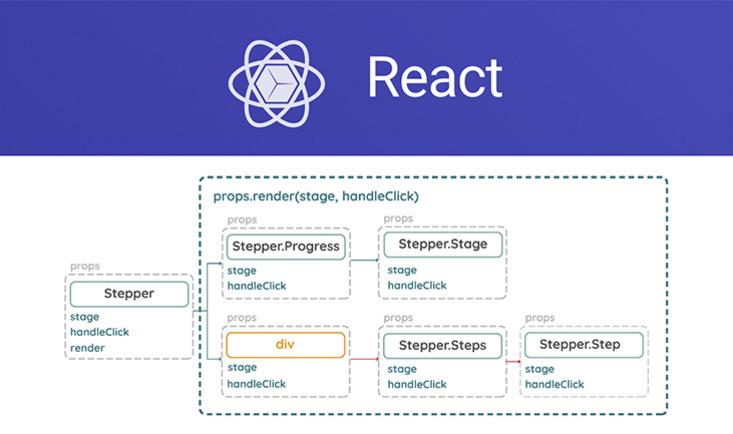 React
props.render(stage, handleClick)
props
Stepper.Progress
stage
handleClick
props
Stepper.Stage
stage
handleClick
props
Stepper
stage
handleClick
render
props
div
stage
handleClick
props
Stepper.Steps
stage
handleClick
props
Stepper.Step
stage
handleClick